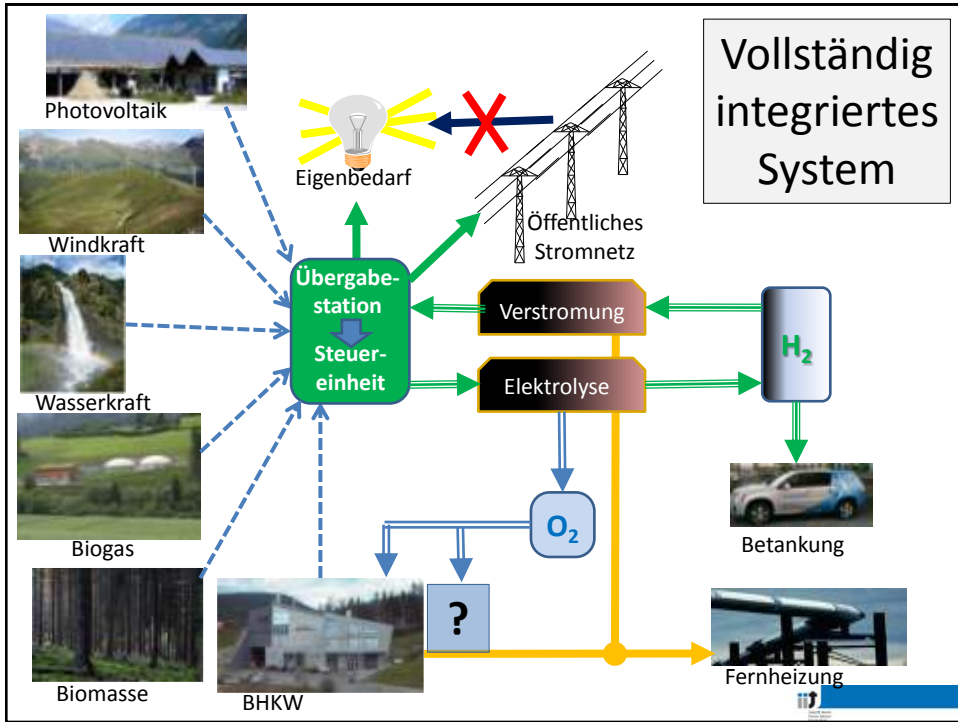 Vollständig
integriertes
System
Photovoltaik
Eigenbedarf
Öffentliches
Stromnetz
Windkraft
Übergabe-
station
Steuer-
einheit
Verstromung
H2
Wasserkraft
Elektrolyse
O2
Betankung
Biogas
?
Biomasse
BHKW
Fernheizung
iit